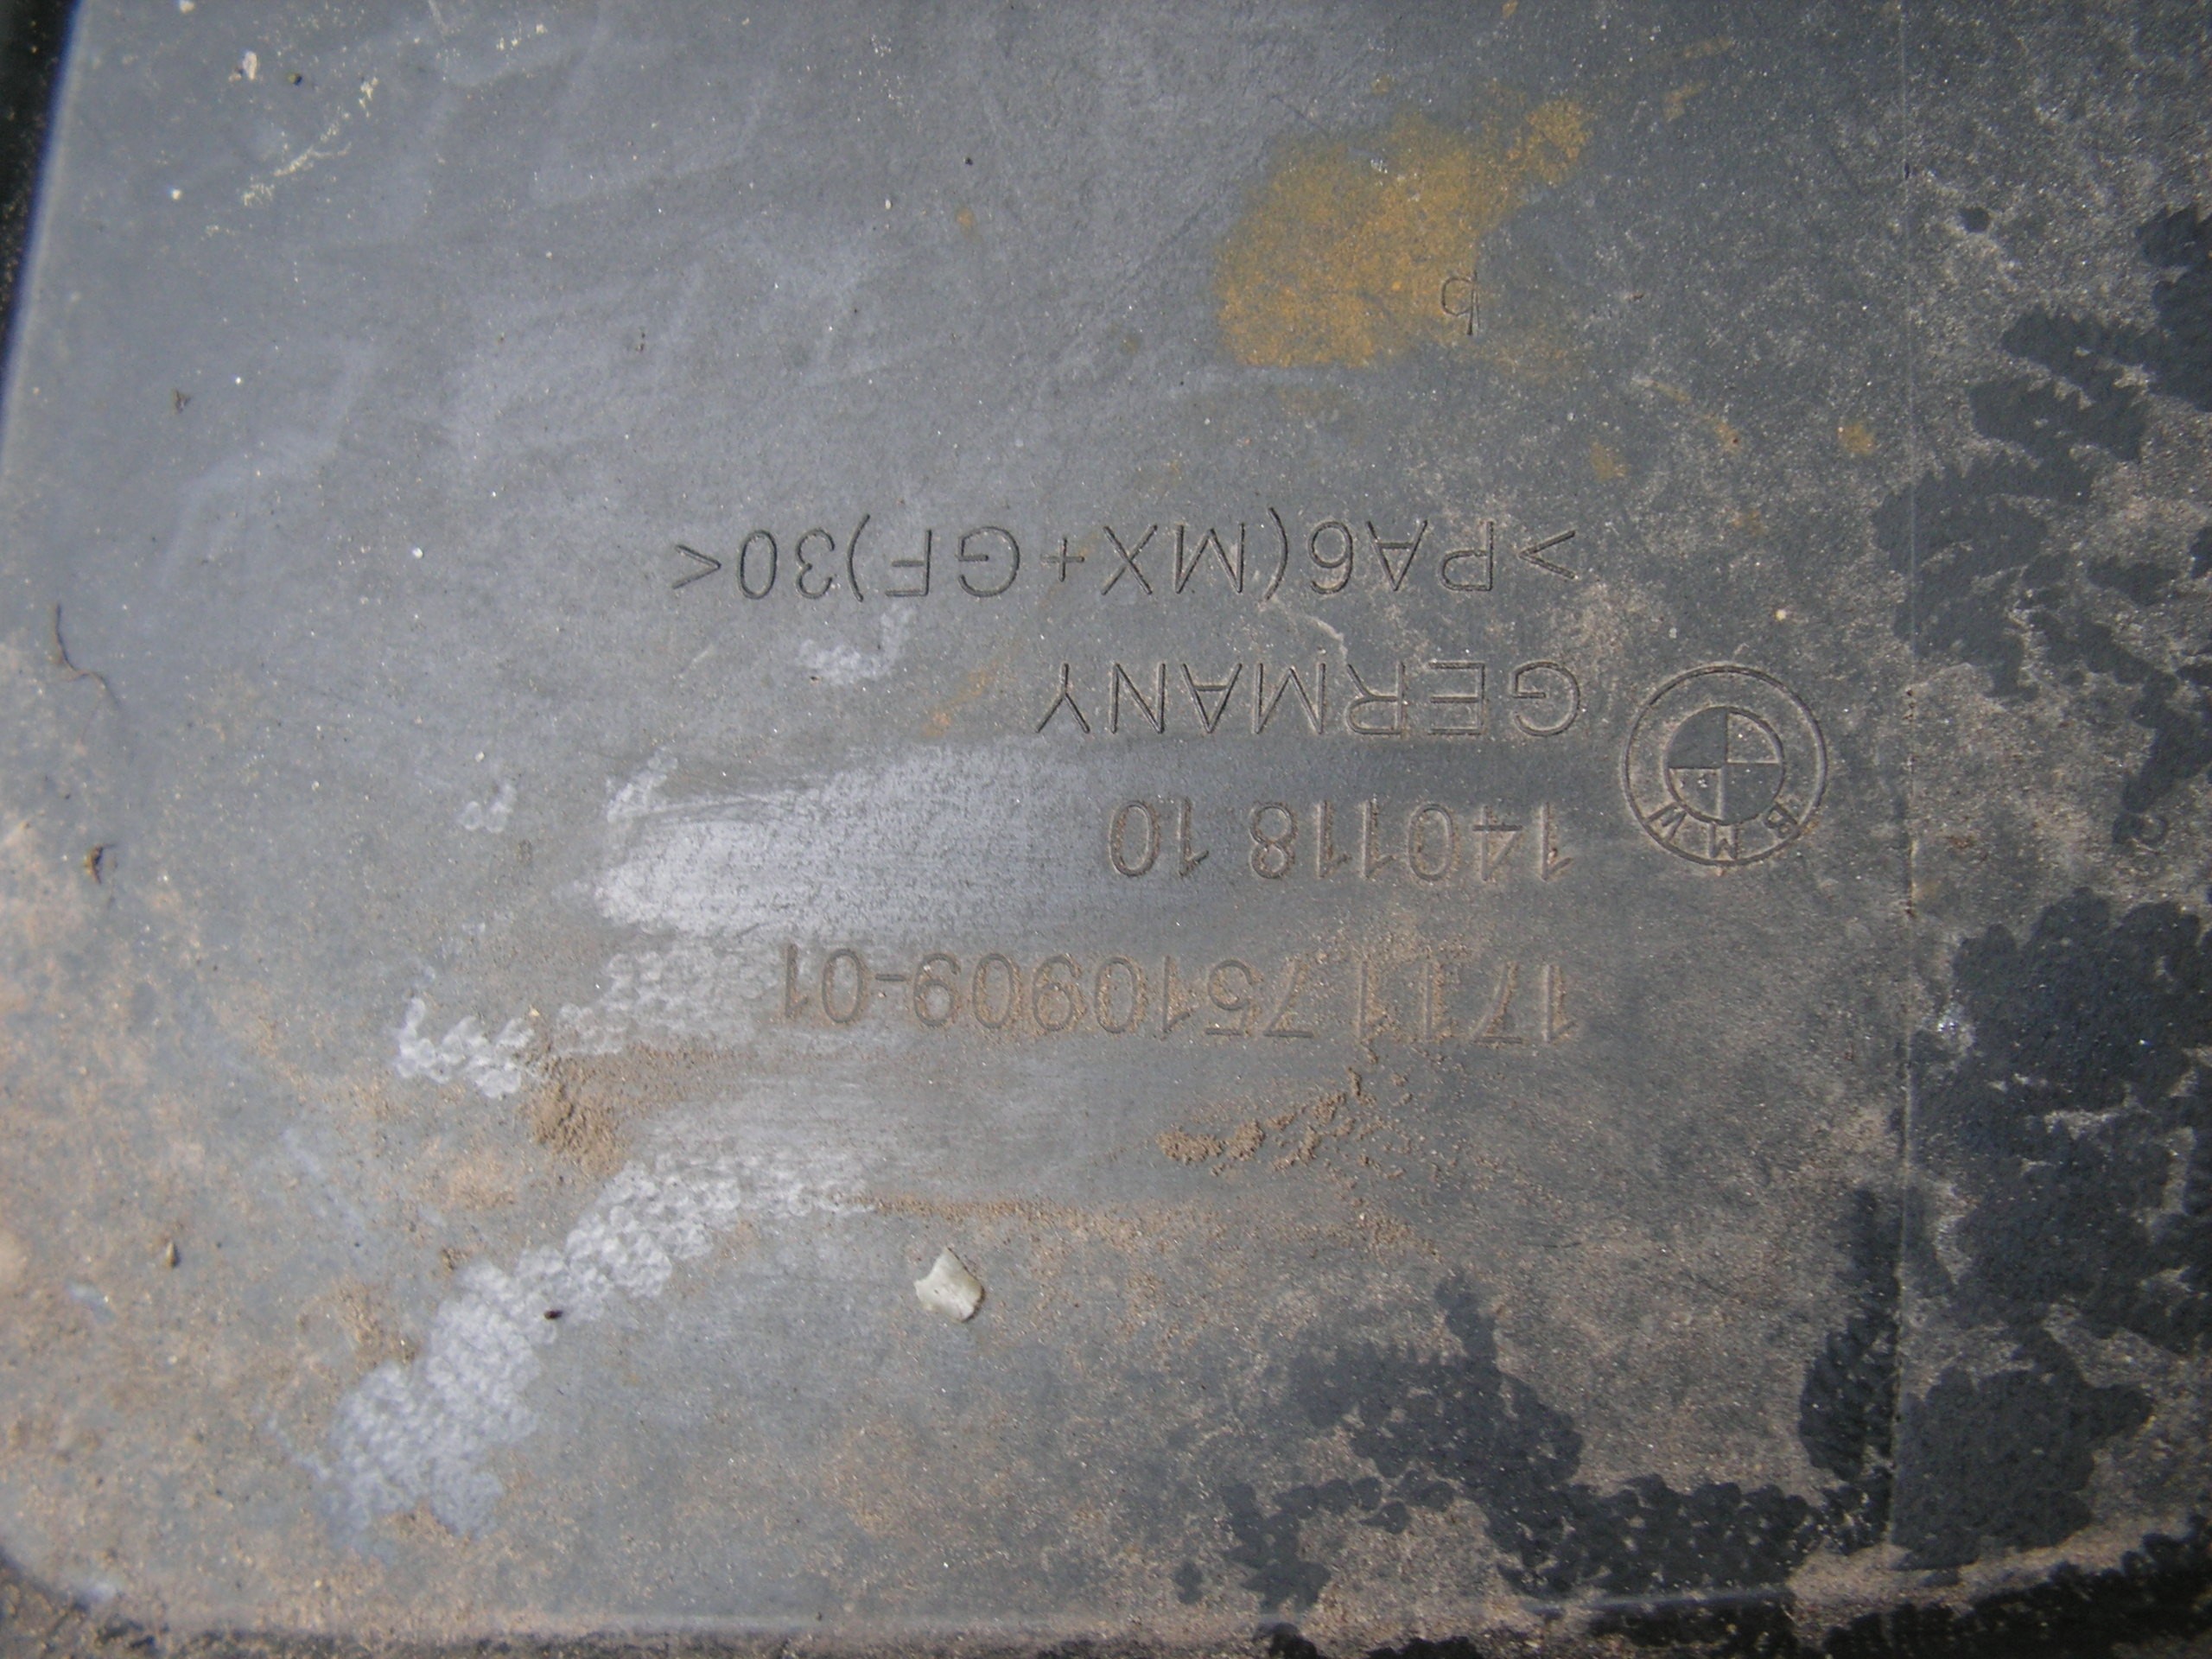 1711 7510909-01
140118 10
BMW
GERMANY
>PA6(MX+GF)30<
b